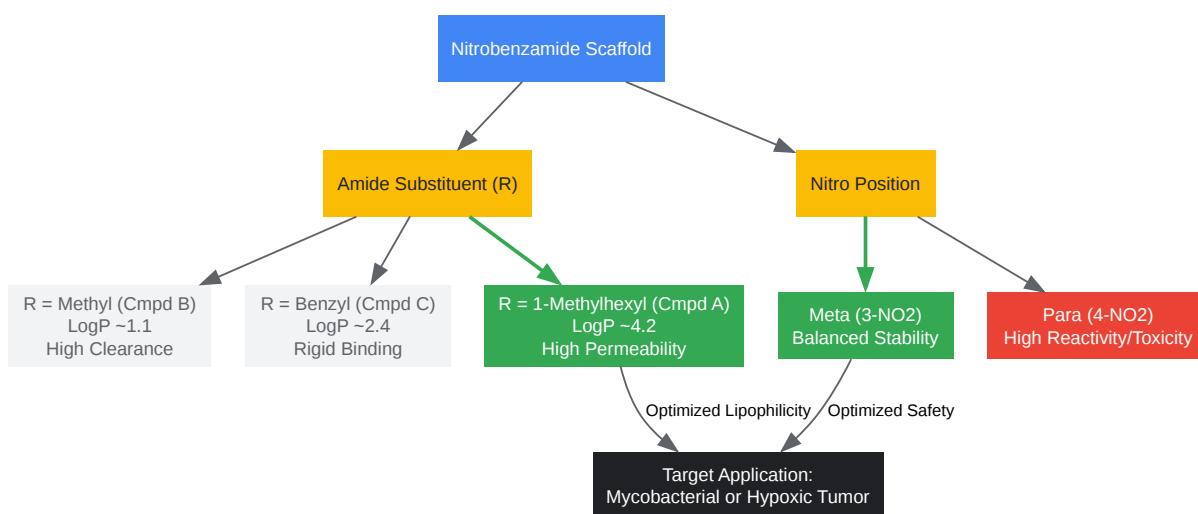 Nitrobenzamide Scaffold
Amide Substituent (R)
Nitro Position
R = Methyl (Cmpd B)
LogP ~1.1
High Clearance
R = Benzyl (Cmpd C)
LogP ~2.4
Rigid Binding
R = 1-Methylhexyl (Cmpd A)
LogP ~4.2
High Permeability
Meta (3-NO2)
Balanced Stability
Para (4-NO2)
High Reactivity/Toxicity
Optimized Lipophilicity
Optimized Safety
Target Application:
Mycobacterial or Hypoxic Tumor